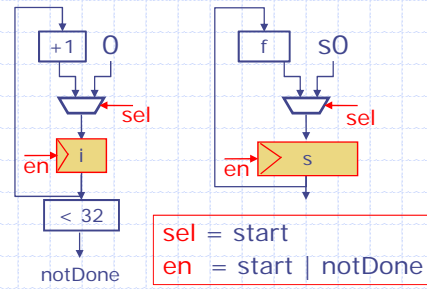 +1
0
sel
en
i
< 32
notDone
f
s0
sel
en
s
sel = start
en = start | notDone